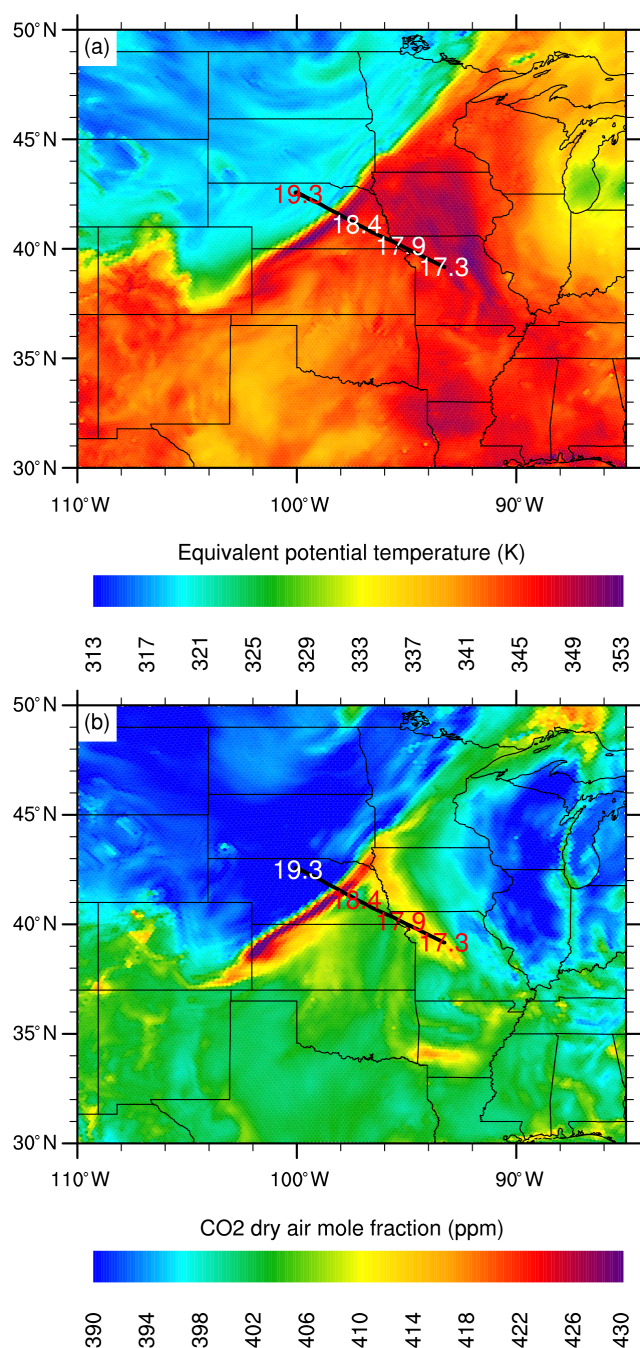 50°N
(a)
45°N
19.3
18.4
40°N
17.9
17.3
35°N
30°N
110°W 100°W 90°W
Equivalent potential temperature (K)
313 317 321 325 329 333 337 341 345 349 353
50°N
(b)
45°N
19.3
18.4
40°N
17.9
17.3
35°N
30°N
110°W 100°W 90°W
CO2 dry air mole fraction (ppm)
390 394 398 402 406 410 414 418 422 426 430